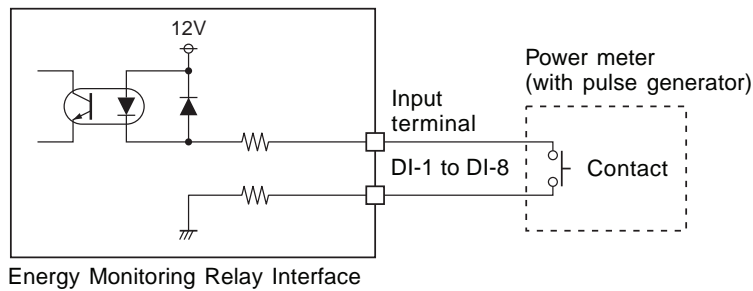 12V
Power meter
(with pulse generator)
Input
terminal
DI-1 to DI-8
Contact
Energy Monitoring Relay Interface